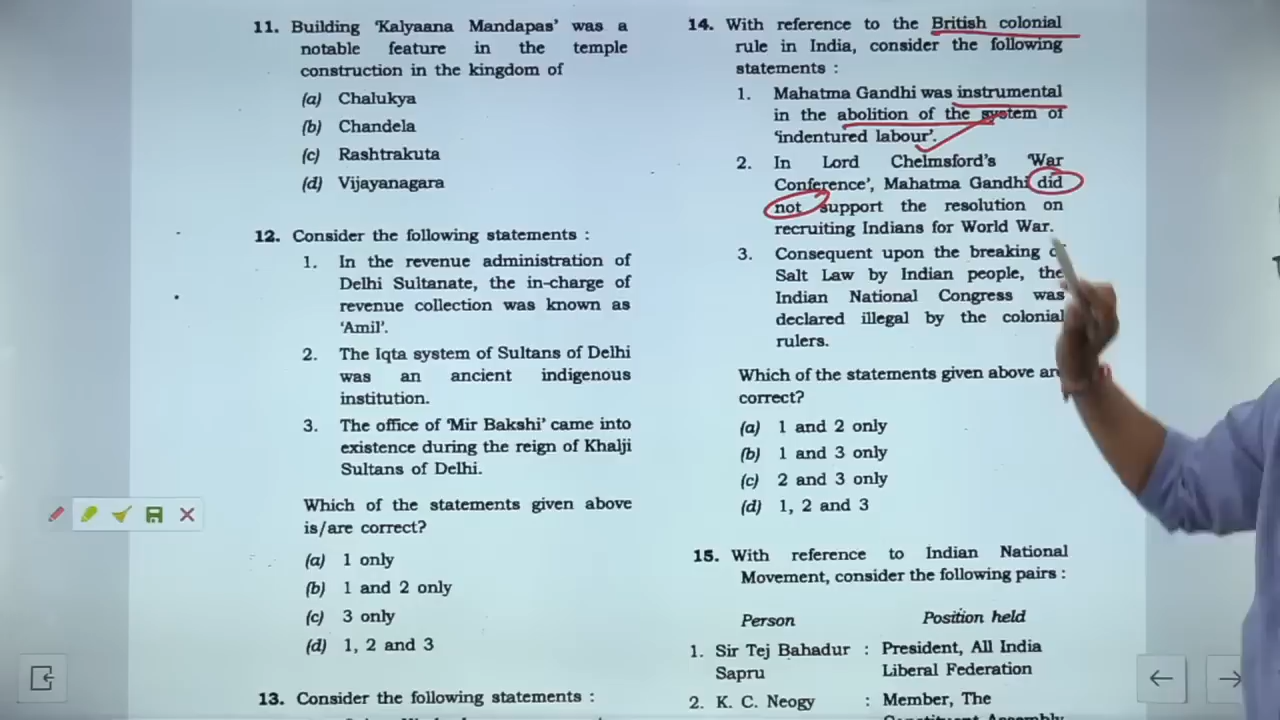 11. Building 'Kalyaana Mandapas' was a
notable feature in the temple
construction in the kingdom of
(a) Chalukya
(b) Chandela
(c) Rashtrakuta
(d) Vijayanagara
12. Consider the following statements :
1. In the revenue administration of
Delhi Sultanate, the in-charge of
revenue collection was known as
'Amil'.
2. The Iqta system of Sultans of Delhi
was an ancient indigenous
institution.
3. The office of 'Mir Bakshi' came into
existence during the reign of Khalji
Sultans of Delhi.
Which of the statements given above
is/are correct?
(a) 1 only
(b) 1 and 2 only
(c) 3 only
(d) 1, 2 and 3
13. Consider the following statements :
14. With reference to the British colonial
rule in India, consider the following
statements :
1. Mahatma Gandhi was instrumental
in the abolition of the system of
'indentured labour'.
2. In Lord Chelmsford's 'War
Conference', Mahatma Gandhi did
not support the resolution on
recruiting Indians for World War.
3. Consequent upon the breaking
Salt Law by Indian people, the
Indian National Congress was
declared illegal by the colonial
rulers.
Which of the statements given above
correct?
(a) 1 and 2 only
(b) 1 and 3 only
(c) 2 and 3 only
(d) 1, 2 and 3
15. With reference to Indian National
Movement, consider the following pairs :
Person Position held
1. Sir Tej Bahadur : President, All India
Sapru Liberal Federation
2. K. C. Neogy : Member, The